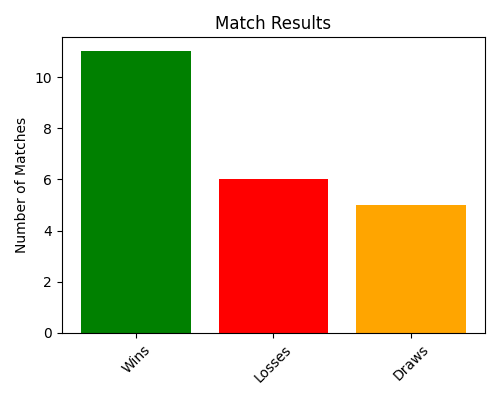 Match Results
Number of Matches
10
8
6
4
2
0
Wins
Losses
Draws